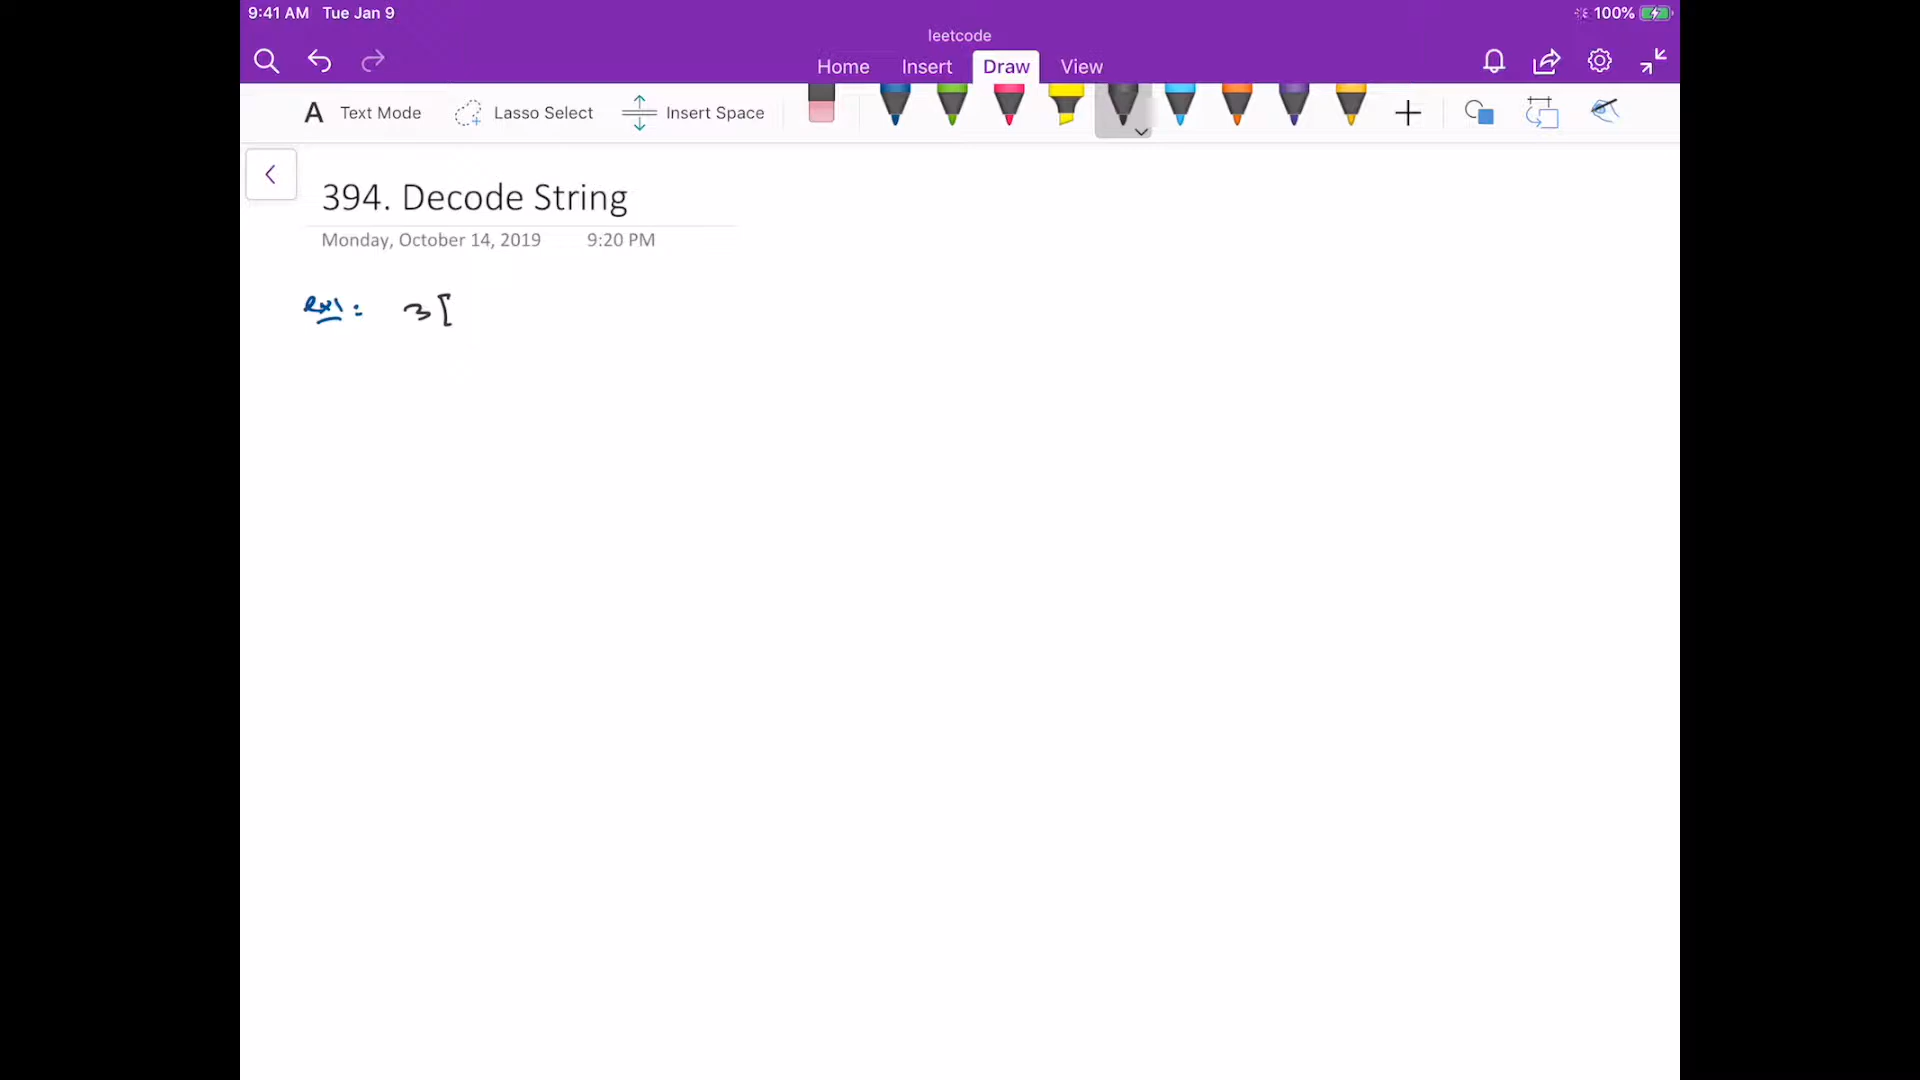 9:41 AM Tue Jan 9
100%
leetcode
Home Insert Draw View
A Text Mode Lasso Select Insert Space
394. Decode String
Monday, October 14, 2019 9:20 PM
Ex1: 3[